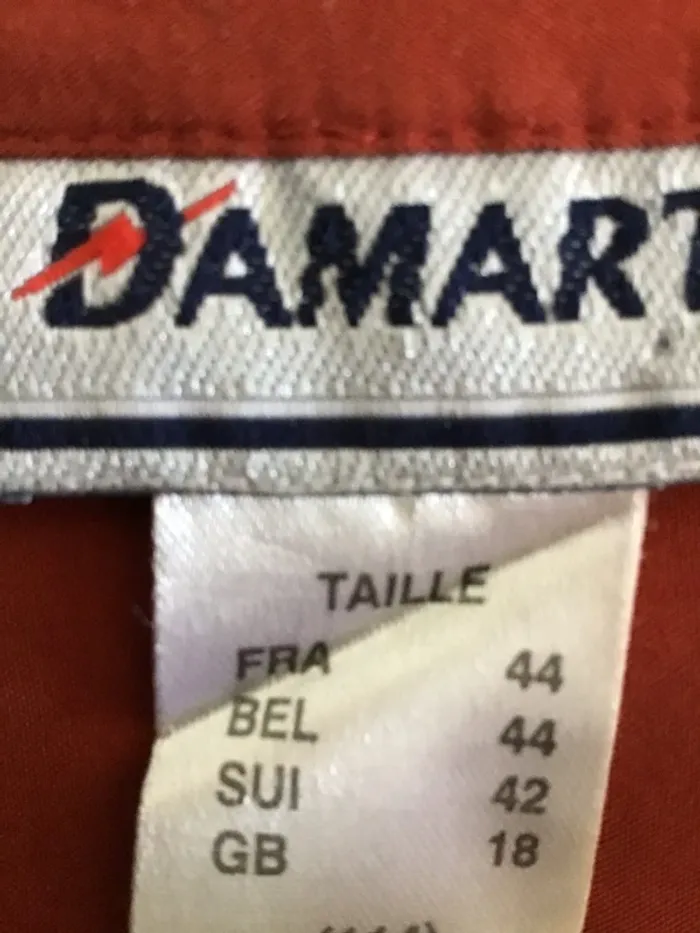 DAMART
TAILLE
FRA 44
BEL 44
SUI 42
GB 18